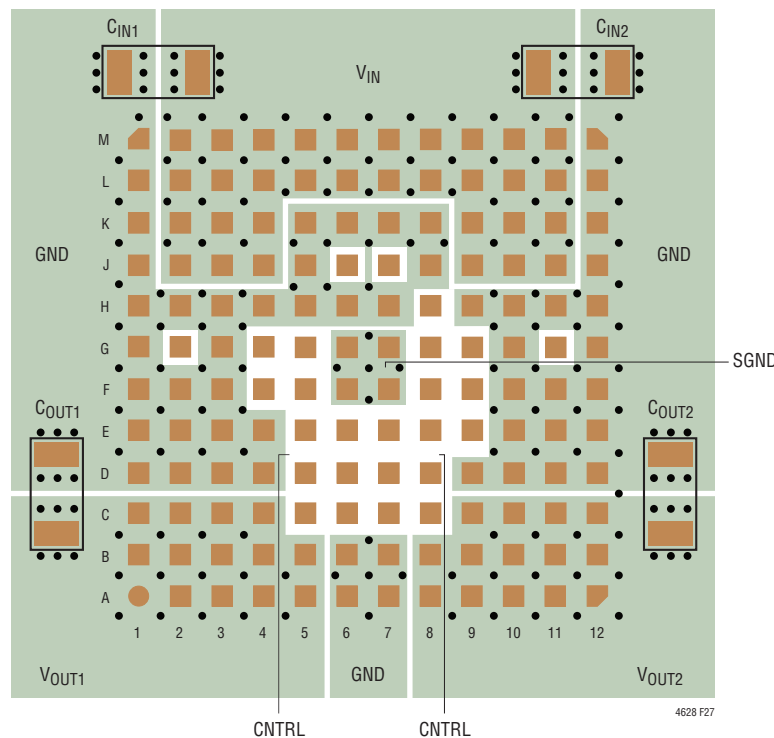 CIN1
CIN2
VIN
M
L
K
GND
J
GND
H
G
SGND
F
COUT1
COUT2
E
D
C
B
A
1 2 3 4 5 6 7 8 9 10 11 12
VOUT1
GND
VOUT2
4628 F27
CNTRL
CNTRL